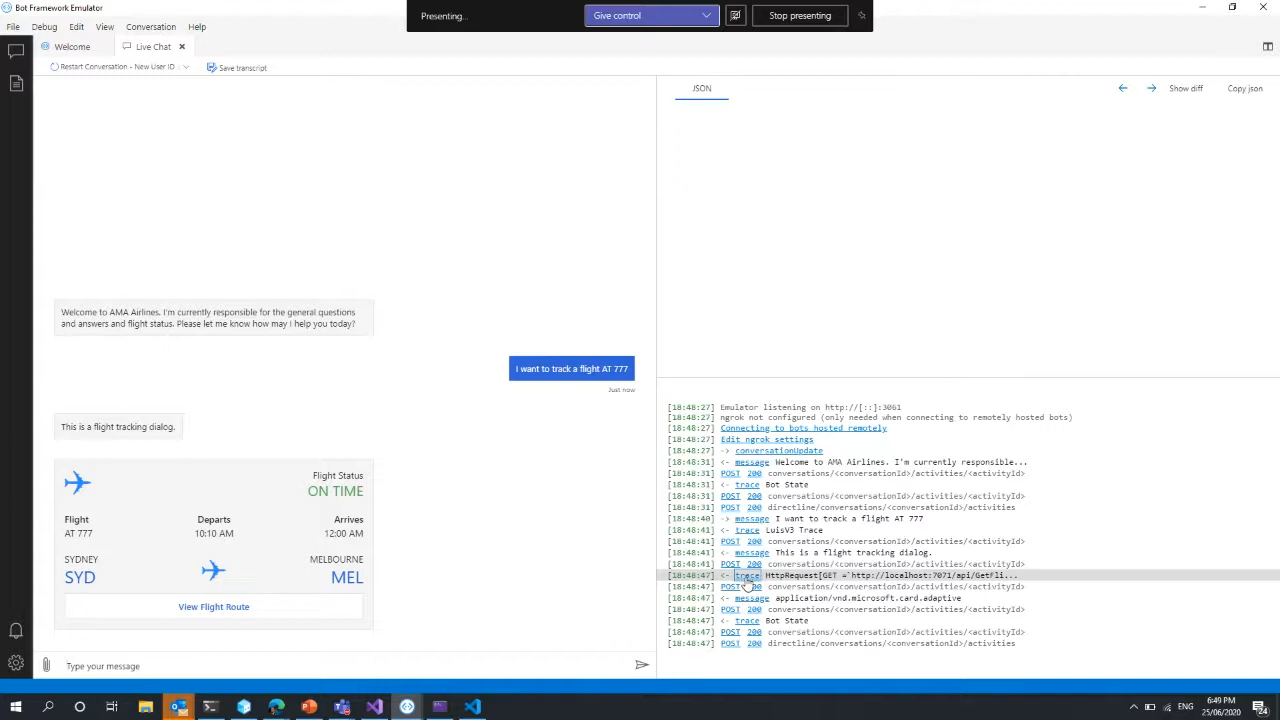 Bot Framework Emulator
Presenting...
Give control
Stop presenting
File Debug Edit View Conversation Help
Welcome
Live Chat
Restart Conversation - New User ID
Save transcript
JSON
Show diff
Copy json
Welcome to AMA Airlines. I'm currently responsible for the general questions
and answers and flight status. Please let me know how may I help you today?
I want to track a flight AT 777
Just now
This is a flight tracking dialog.
Flight Status
ON TIME
Flight Departs Arrives
AT 777 10:10 AM 12:00 AM
SYDNEY MELBOURNE
SYD MEL
View Flight Route
Type your message
[18:48:27] Emulator listening on http://[::]:3061
[18:48:27] ngrok not configured (only needed when connecting to remotely hosted bots)
[18:48:27] Connecting to bots hosted remotely
[18:48:27] Edit ngrok settings
[18:48:27] -> conversationUpdate
[18:48:31] <- message Welcome to AMA Airlines. I'm currently responsible...
[18:48:31] POST 200 conversations/<conversationId>/activities/<activityId>
[18:48:31] <- trace Bot State
[18:48:31] POST 200 conversations/<conversationId>/activities/<activityId>
[18:48:31] POST 200 directline/conversations/<conversationId>/activities
[18:48:40] -> message I want to track a flight AT 777
[18:48:41] <- trace LuisV3 Trace
[18:48:41] POST 200 conversations/<conversationId>/activities/<activityId>
[18:48:41] <- message This is a flight tracking dialog.
[18:48:41] POST 200 conversations/<conversationId>/activities/<activityId>
[18:48:47] <- trace HttpRequest[GET =`http://localhost:7071/api/GetFli...
[18:48:47] POST 200 conversations/<conversationId>/activities/<activityId>
[18:48:47] <- message application/vnd.microsoft.card.adaptive
[18:48:47] POST 200 conversations/<conversationId>/activities/<activityId>
[18:48:47] <- trace Bot State
[18:48:47] POST 200 conversations/<conversationId>/activities/<activityId>
[18:48:47] POST 200 directline/conversations/<conversationId>/activities
ENG
6:49 PM
25/06/2020
24